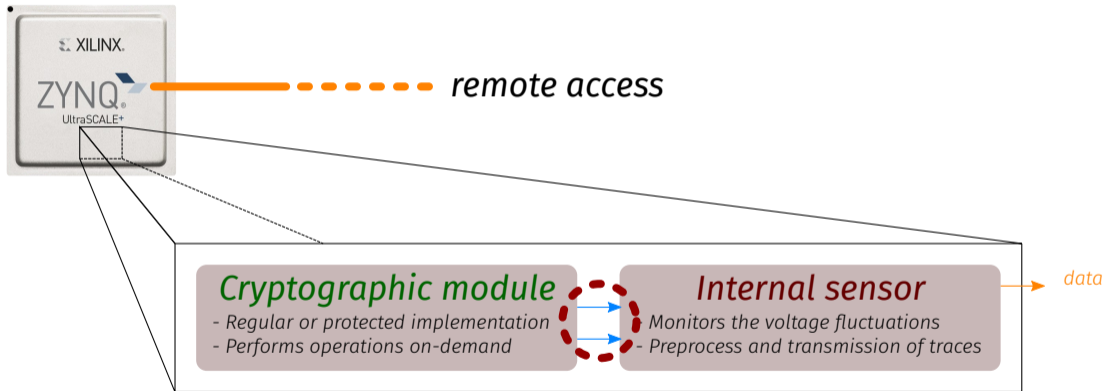 XILINX.
ZYNQ®
UltraSCALE+
remote access
Cryptographic module
- Regular or protected implementation
- Performs operations on-demand
Internal sensor
- Monitors the voltage fluctuations
- Preprocess and transmission of traces
data